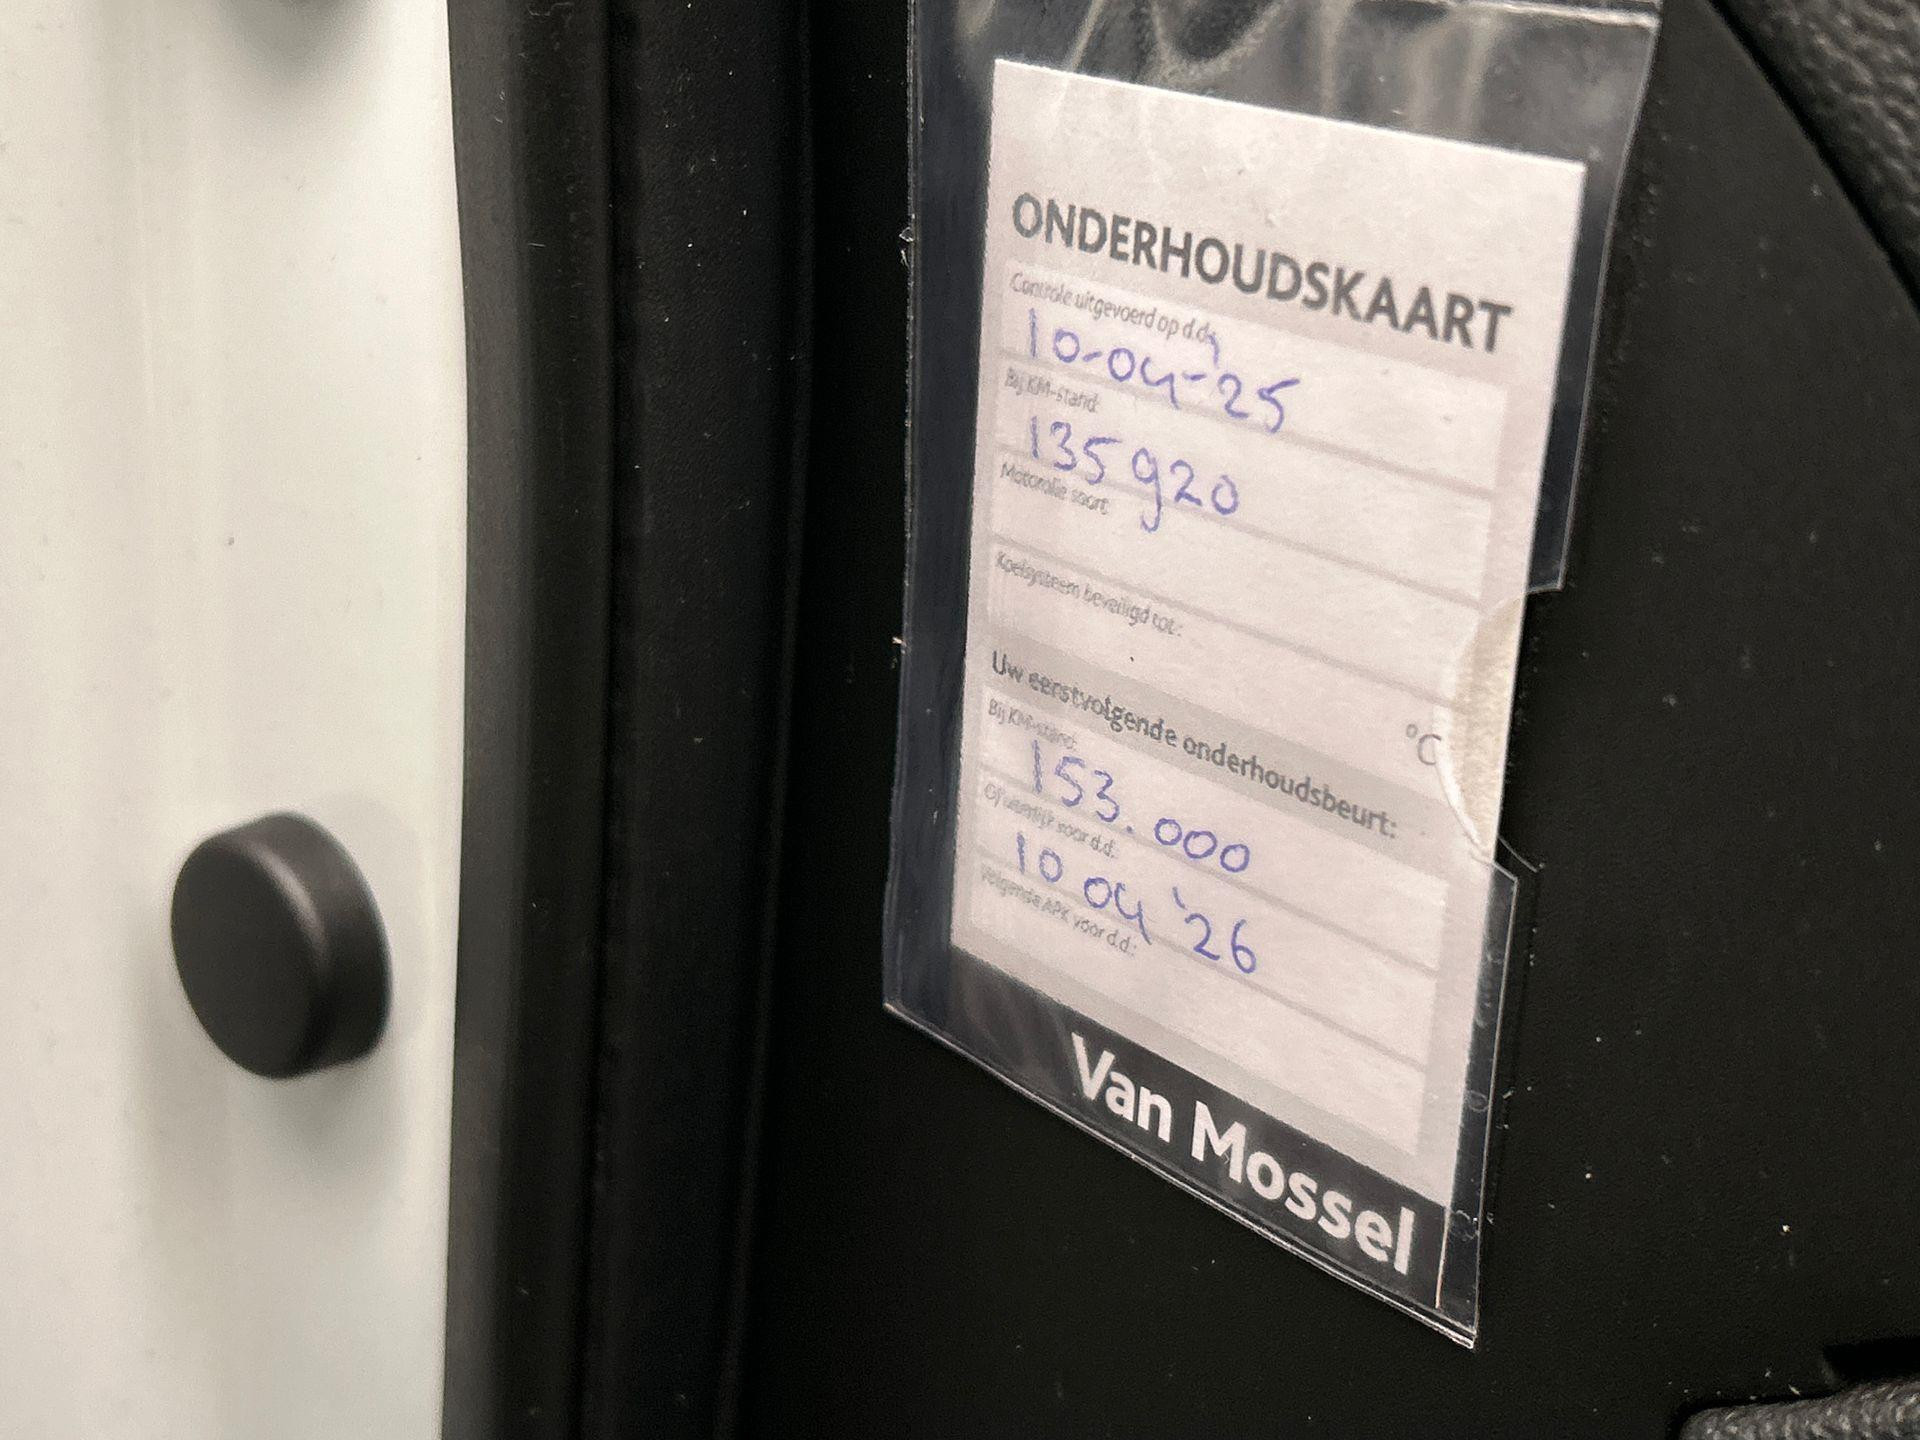 ONDERHOUDSKAART
Controle uitgevoerd op d.d.:
10-04-'25
Bij KM-stand:
135920
Motorolie soort:
Koelsysteem beveiligd tot:
°C
Uw eerstvolgende onderhoudsbeurt:
Bij KM-stand:
153.000
Of uiterlijk voor d.d.:
10 04 '26
Volgende APK voor d.d.:
Van Mossel